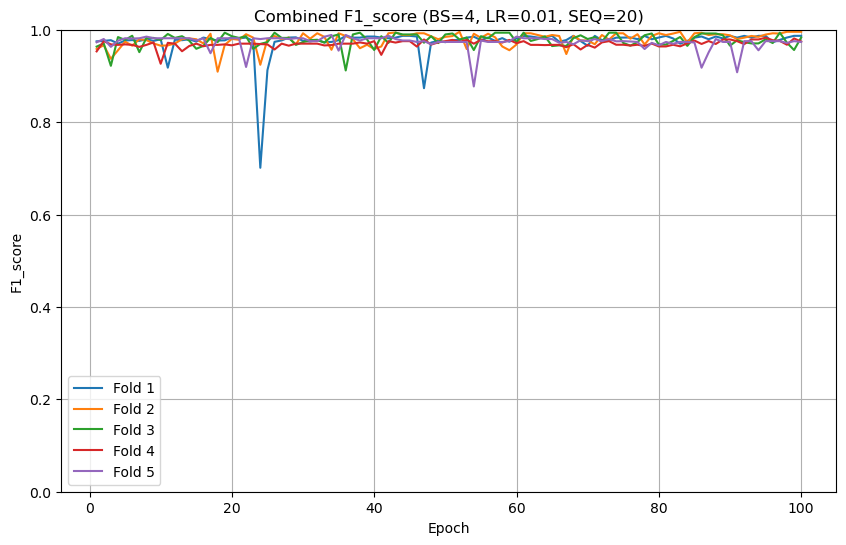 Combined F1_score (BS=4, LR=0.01, SEQ=20)
1.0
0.8
0.6
0.4
0.2
0.0
F1_score
Fold 1
Fold 2
Fold 3
Fold 4
Fold 5
0 20 40 60 80 100
Epoch